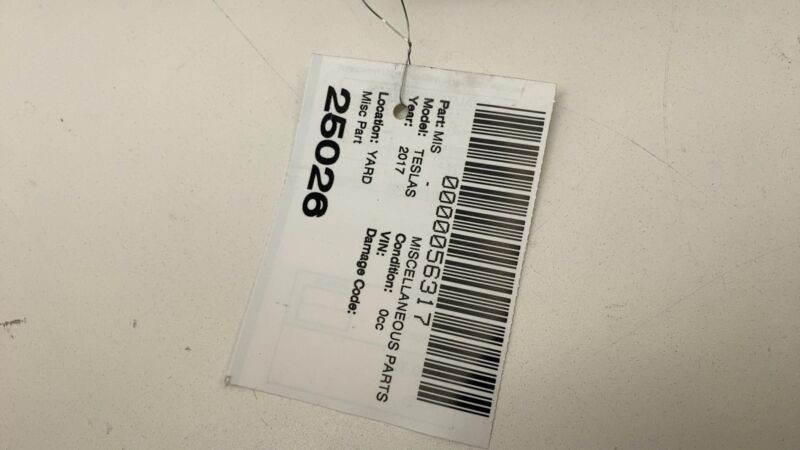 0000056317
Part: MIS - MISCELLANEOUS PARTS
Model: TESLAS Condition: 0cc
Year: 2017 VIN:
Damage Code:
Location: YARD
Misc Part
25026